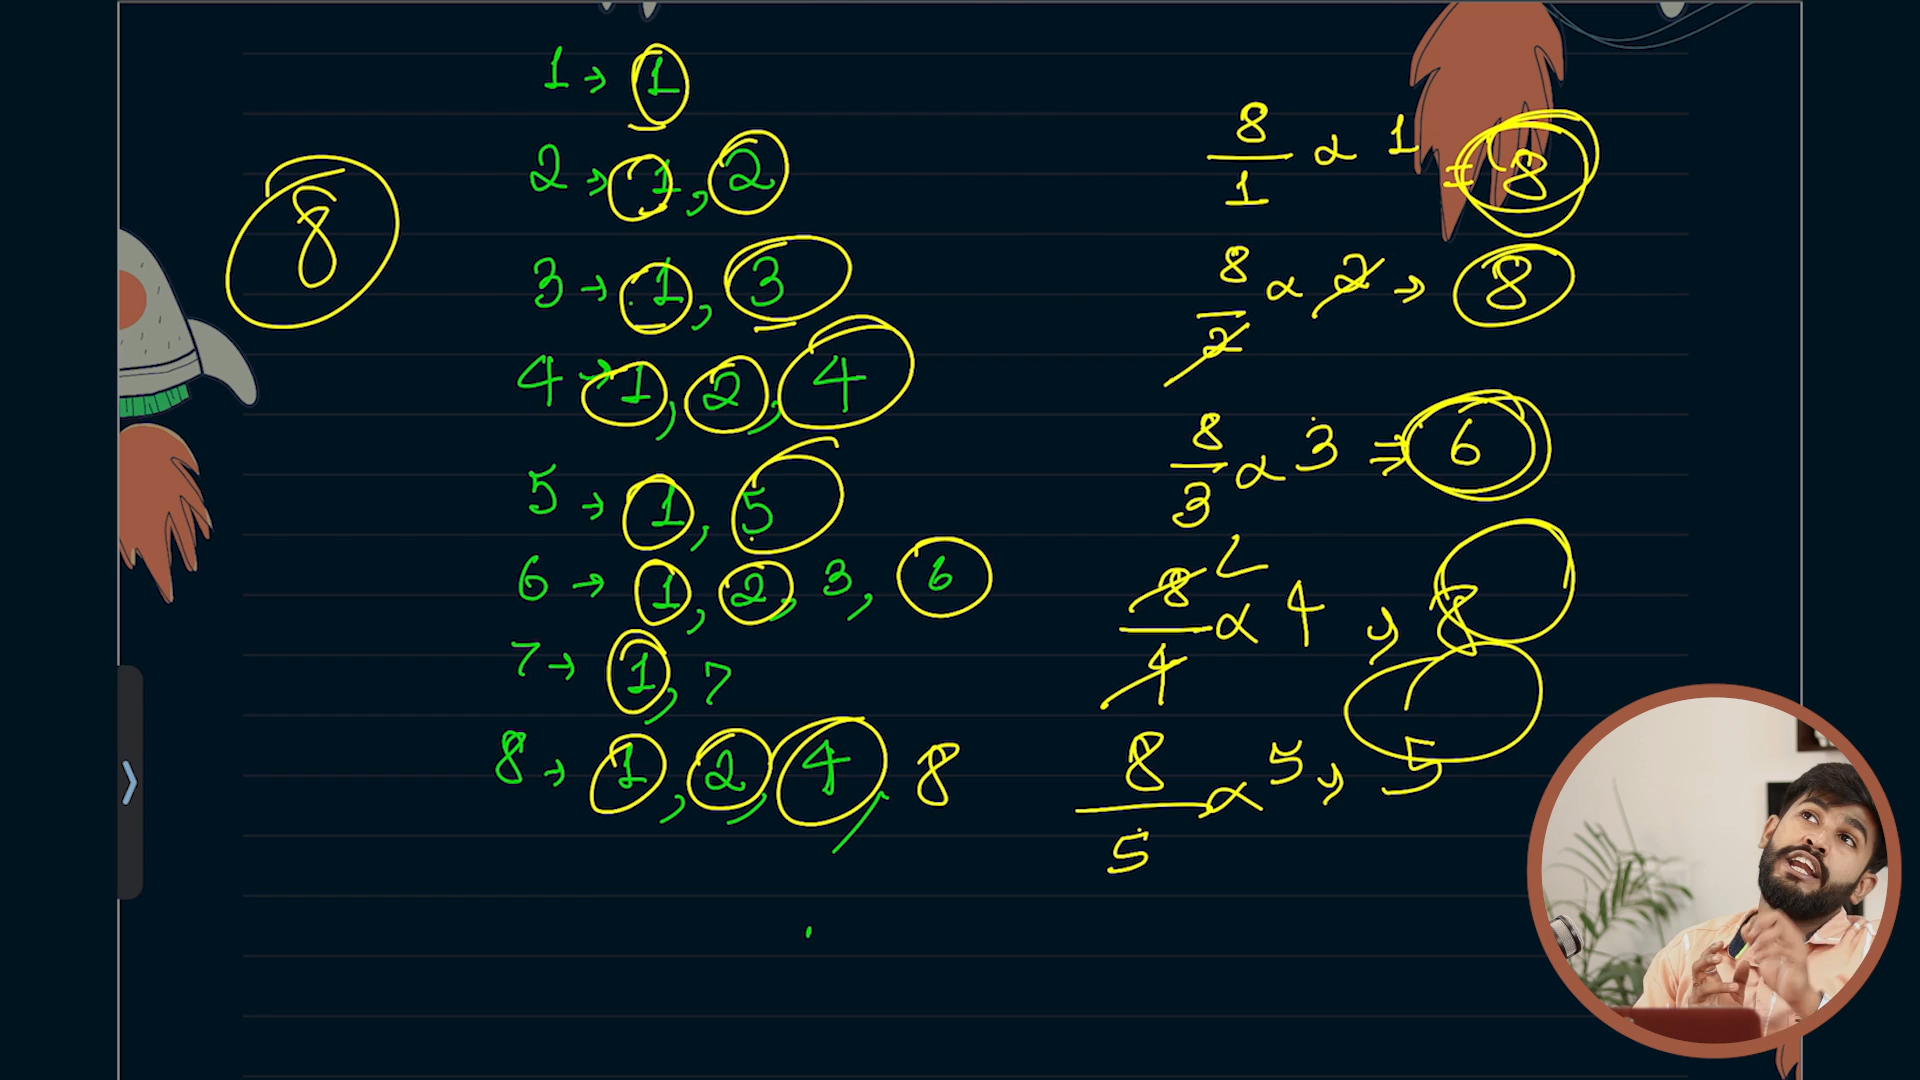 8
1 → 1
2 → 1, 2
3 → 1, 3
4 → 1, 2, 4
5 → 1, 5
6 → 1, 2, 3, 6
7 → 1, 7
8 → 1, 2, 4, 8
8/1 × 1 = 8
8/2 × 2 → 8
8/3 × 3 ⇒ 6
8/4 × 4 → 8
8/5 × 5 → 5